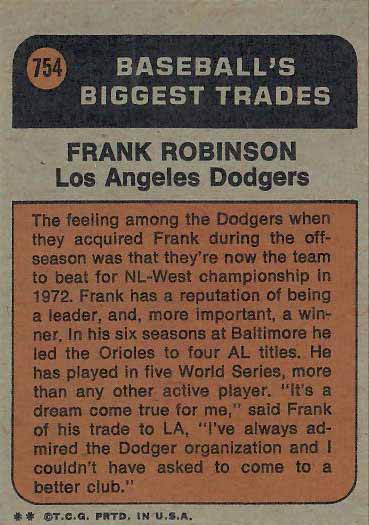 754
BASEBALL'S
BIGGEST TRADES
FRANK ROBINSON
Los Angeles Dodgers
The feeling among the Dodgers when
they acquired Frank during the off-
season was that they're now the team
to beat for NL-West championship in
1972. Frank has a reputation of being
a leader, and, more important, a win-
ner. In his six seasons at Baltimore he
led the Orioles to four AL titles. He
has played in five World Series, more
than any other active player. "It's a
dream come true for me," said Frank
of his trade to LA, "I've always ad-
mired the Dodger organization and I
couldn't have asked to come to a
better club."
** ©T.C.G. PRTD. IN U.S.A.